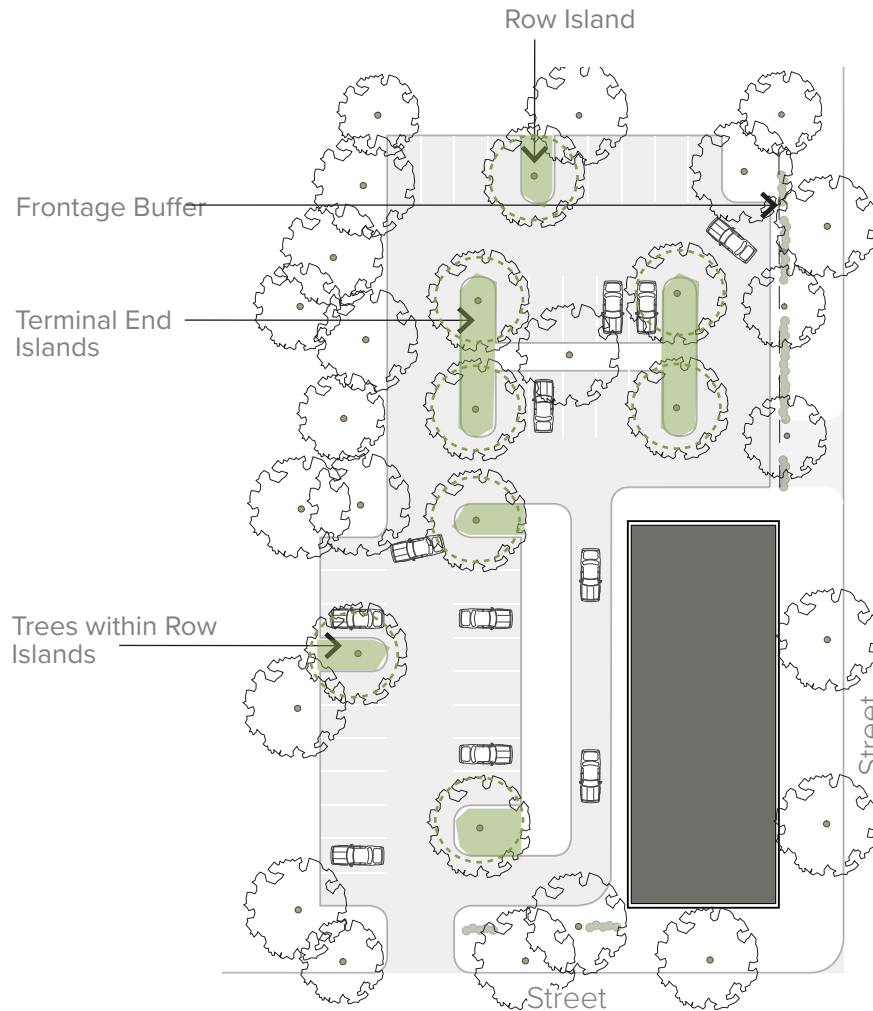 Row Island
Frontage Buffer
Terminal End
Islands
Trees within Row
Islands
Street
Street